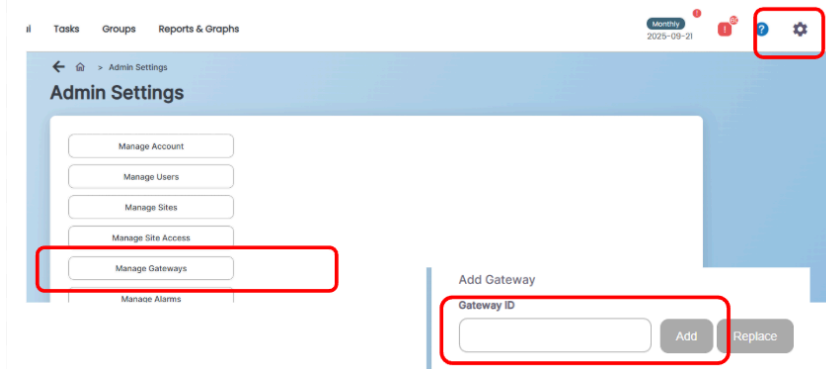 al Tasks Groups Reports & Graphs
Monthly
2025-09-21
!
!
?
> Admin Settings
Admin Settings
Manage Account
Manage Users
Manage Sites
Manage Site Access
Manage Gateways
Manage Alarms
Add Gateway
Gateway ID
Add Replace